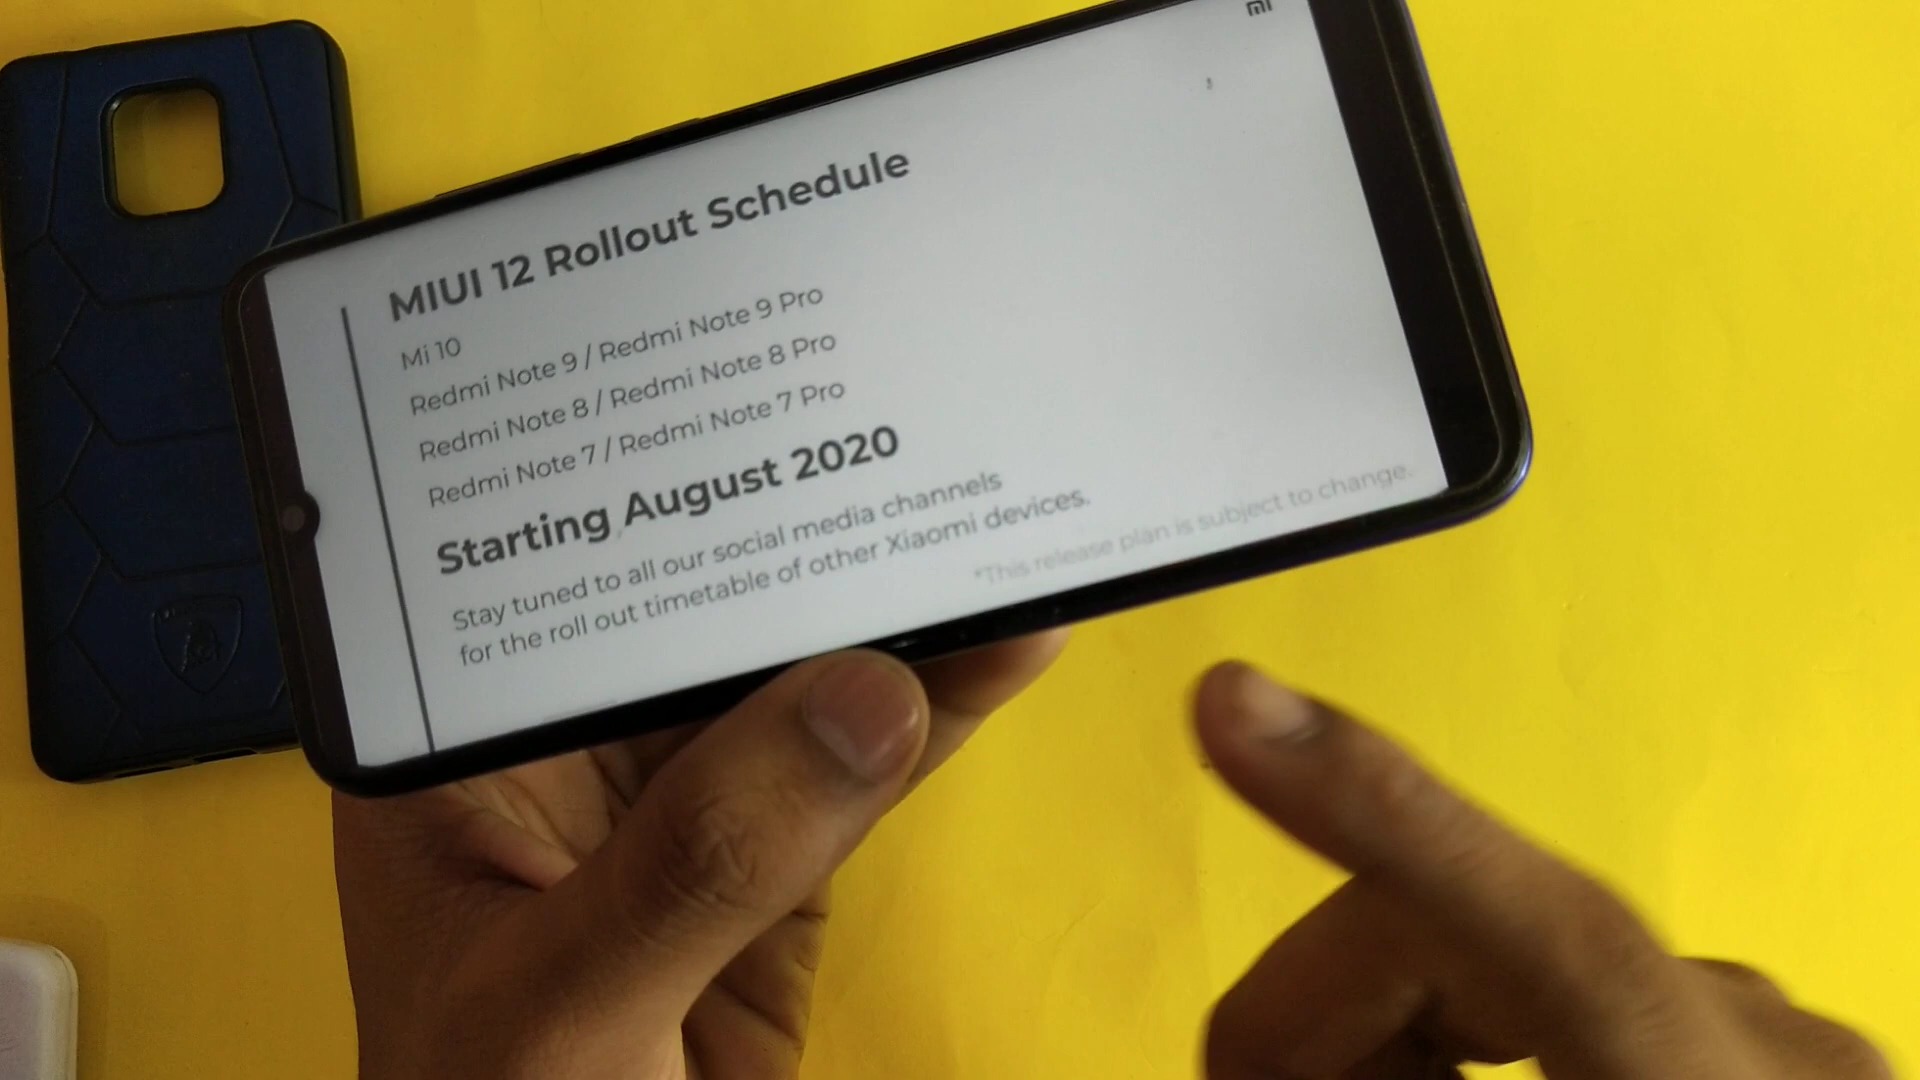 mi
MIUI 12 Rollout Schedule
Mi 10
Redmi Note 9 / Redmi Note 9 Pro
Redmi Note 8 / Redmi Note 8 Pro
Redmi Note 7 / Redmi Note 7 Pro
Starting August 2020
Stay tuned to all our social media channels
for the roll out timetable of other Xiaomi devices.
*This release plan is subject to change.